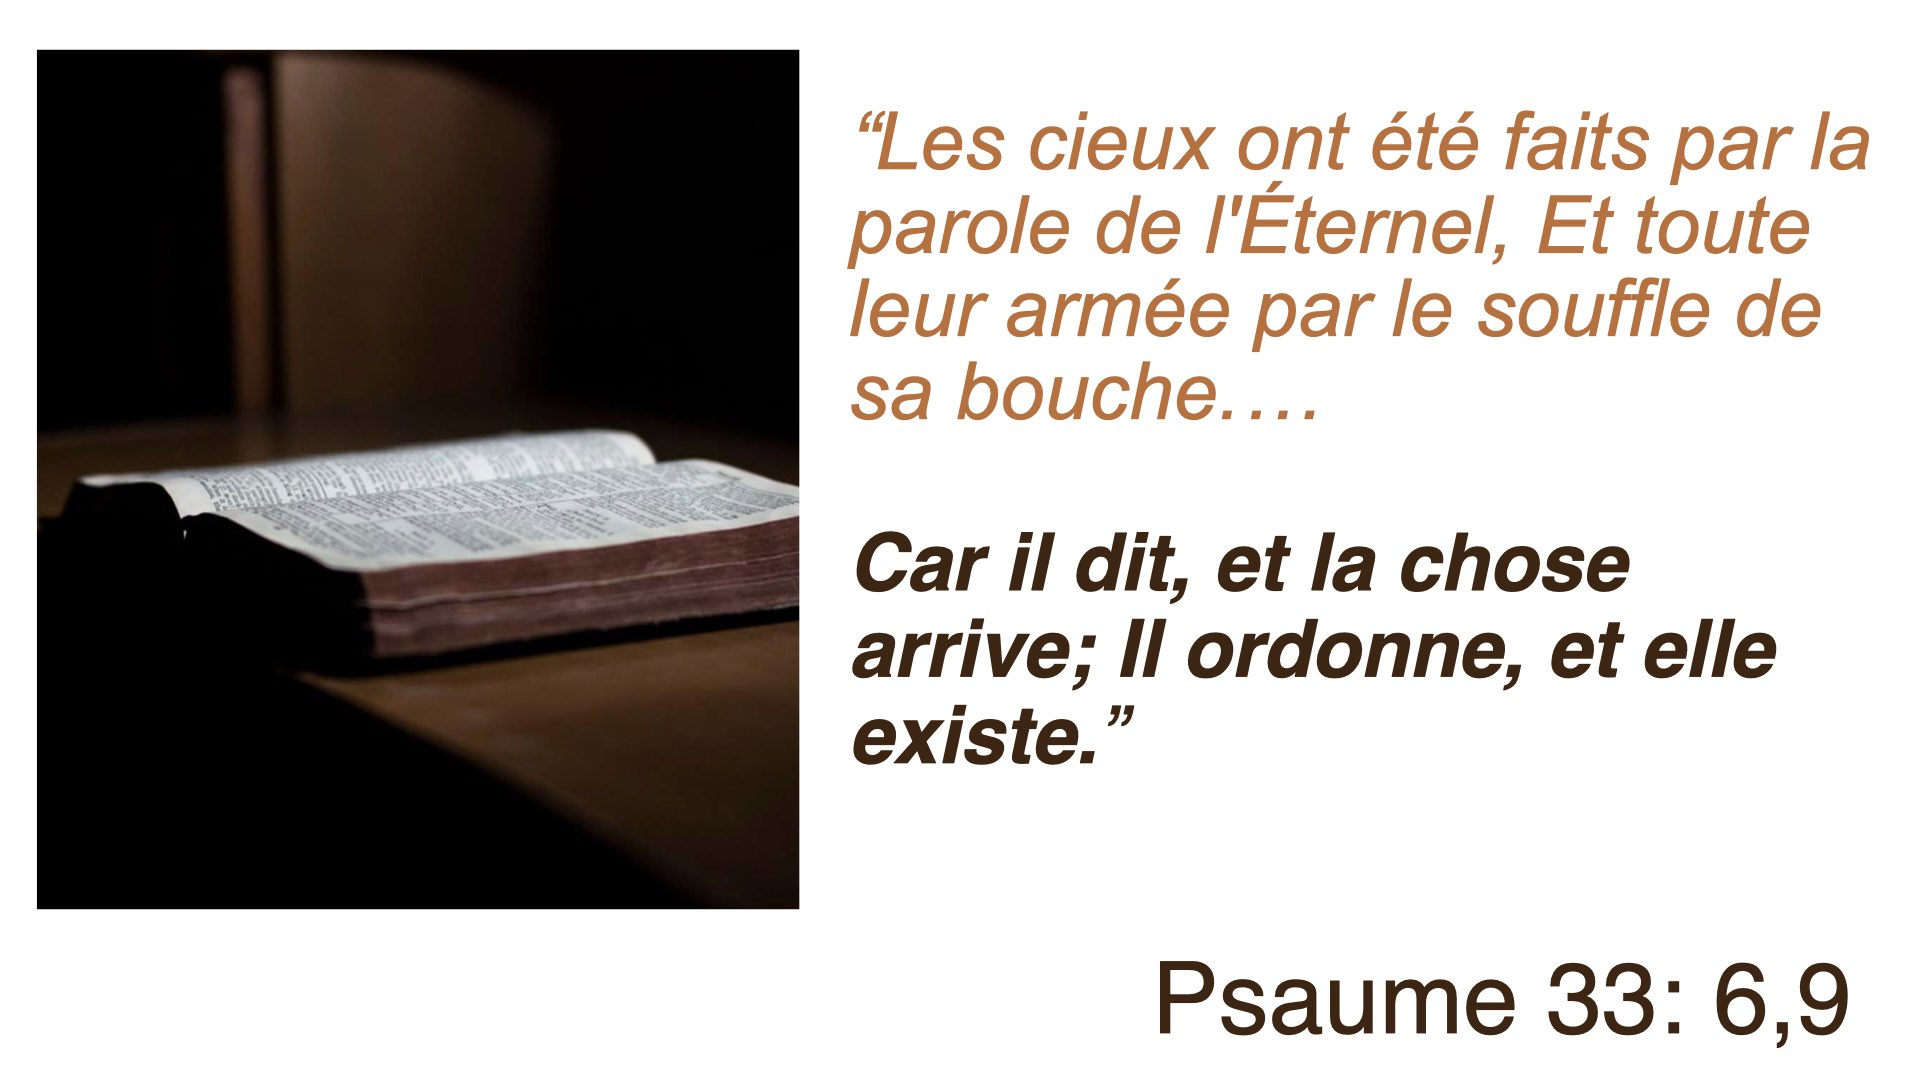 “Les cieux ont été faits par la
parole de l'Éternel, Et toute
leur armée par le souffle de
sa bouche.…
Car il dit, et la chose
arrive; Il ordonne, et elle
existe.”
Psaume 33: 6,9